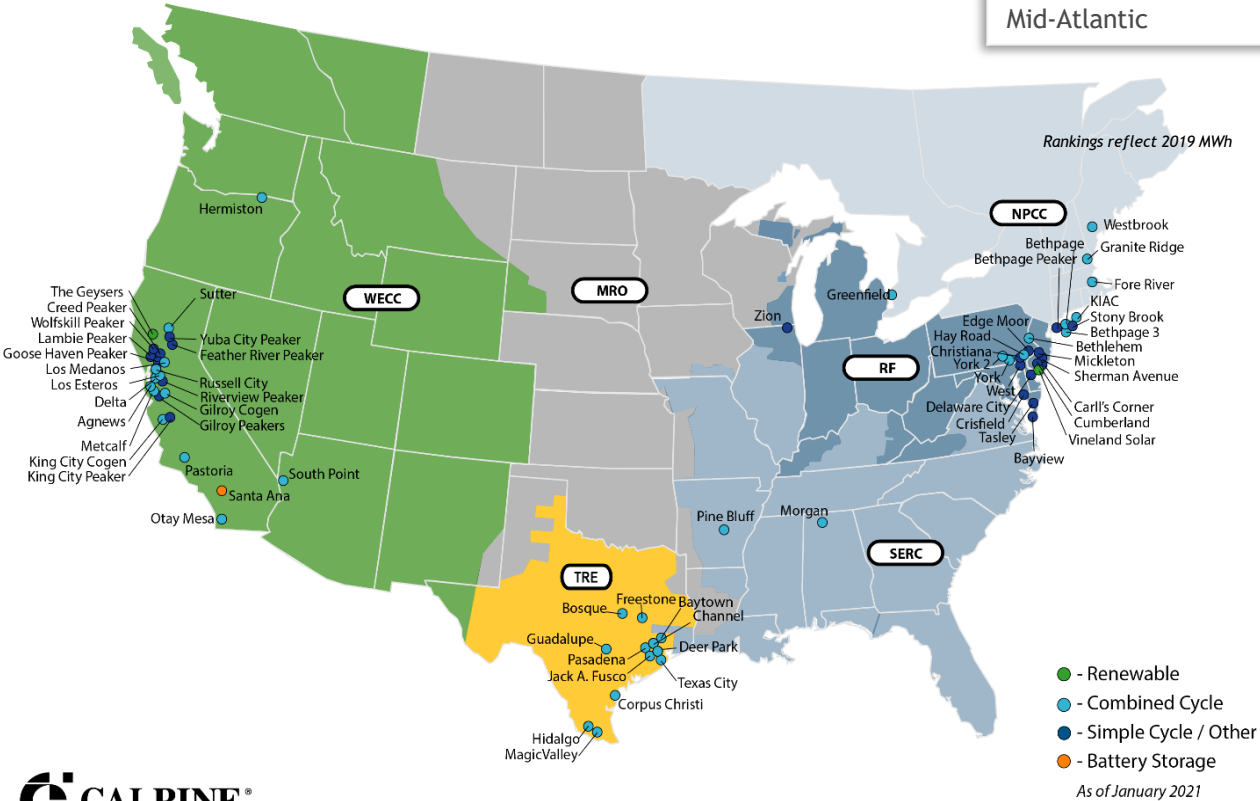 Mid-Atlantic
Rankings reflect 2019 MWh
NPCC
Westbrook
Bethpage
Granite Ridge
Bethpage Peaker
Hermiston
Fore River
Greenfield
MRO
WECC
The Geysers
Sutter
Creed Peaker
KIAC
Zion
Stony Brook
Wolfskill Peaker
Edge Moor
Bethpage 3
Lambie Peaker
Yuba City Peaker
Hay Road
Bethlehem
Goose Haven Peaker
Feather River Peaker
Christiana
Mickleton
York 2
Los Medanos
RF
Sherman Avenue
York
Los Esteros
Russell City
West
Riverview Peaker
Delta
Gilroy Cogen
Delaware City
Carll's Corner
Agnews
Gilroy Peakers
Crisfield
Cumberland
Tasley
Vineland Solar
Metcalf
King City Cogen
Bayview
King City Peaker
Pastoria
South Point
Santa Ana
Otay Mesa
Pine Bluff
Morgan
SERC
TRE
Freestone
Baytown
Bosque
Channel
Guadalupe
Deer Park
Pasadena
Jack A. Fusco
Texas City
Corpus Christi
Hidalgo
MagicValley
- Renewable
- Combined Cycle
- Simple Cycle / Other
- Battery Storage
As of January 2021
CALPINE®